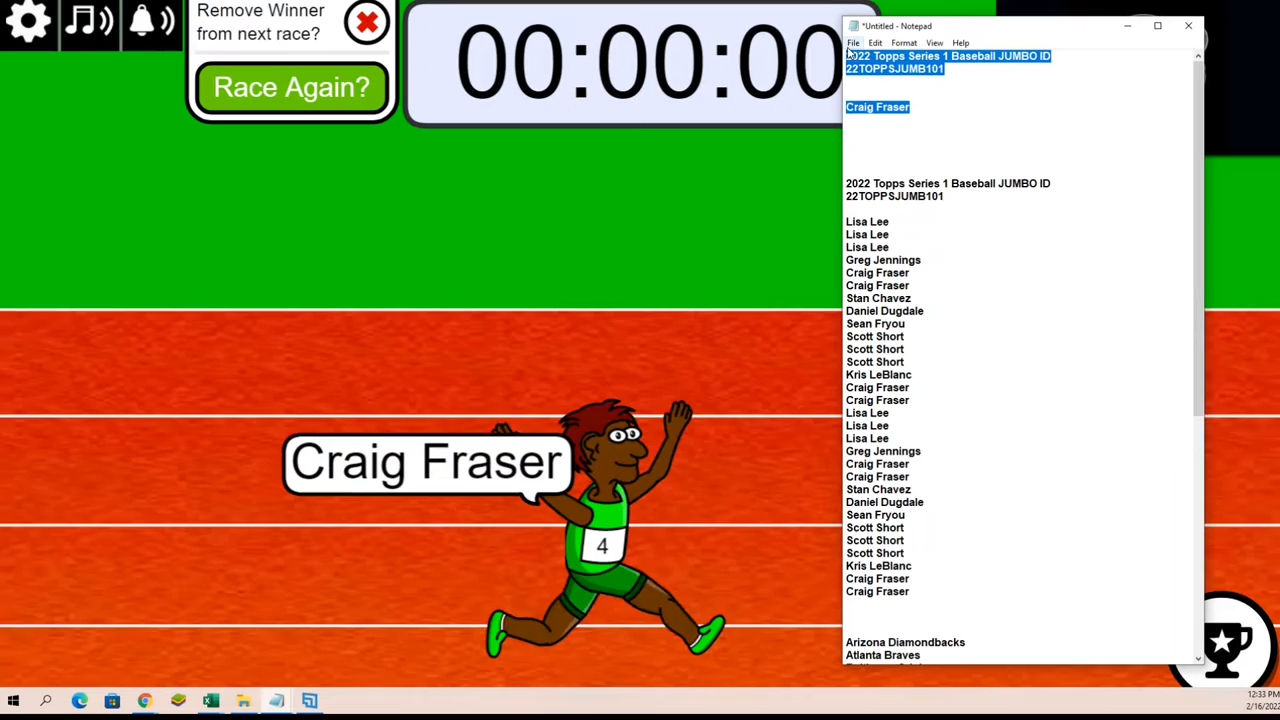 Remove Winner
from next race?
Race Again?
00:00:00
*Untitled - Notepad
File Edit Format View Help
2022 Topps Series 1 Baseball JUMBO ID
22TOPPSJUMB101
Craig Fraser
2022 Topps Series 1 Baseball JUMBO ID
22TOPPSJUMB101
Lisa Lee
Lisa Lee
Lisa Lee
Greg Jennings
Craig Fraser
Craig Fraser
Stan Chavez
Daniel Dugdale
Sean Fryou
Scott Short
Scott Short
Scott Short
Kris LeBlanc
Craig Fraser
Craig Fraser
Lisa Lee
Lisa Lee
Lisa Lee
Greg Jennings
Craig Fraser
Craig Fraser
Stan Chavez
Daniel Dugdale
Sean Fryou
Scott Short
Scott Short
Scott Short
Kris LeBlanc
Craig Fraser
Craig Fraser
Arizona Diamondbacks
Atlanta Braves
Craig Fraser
4
12:33 PM
2/16/2022